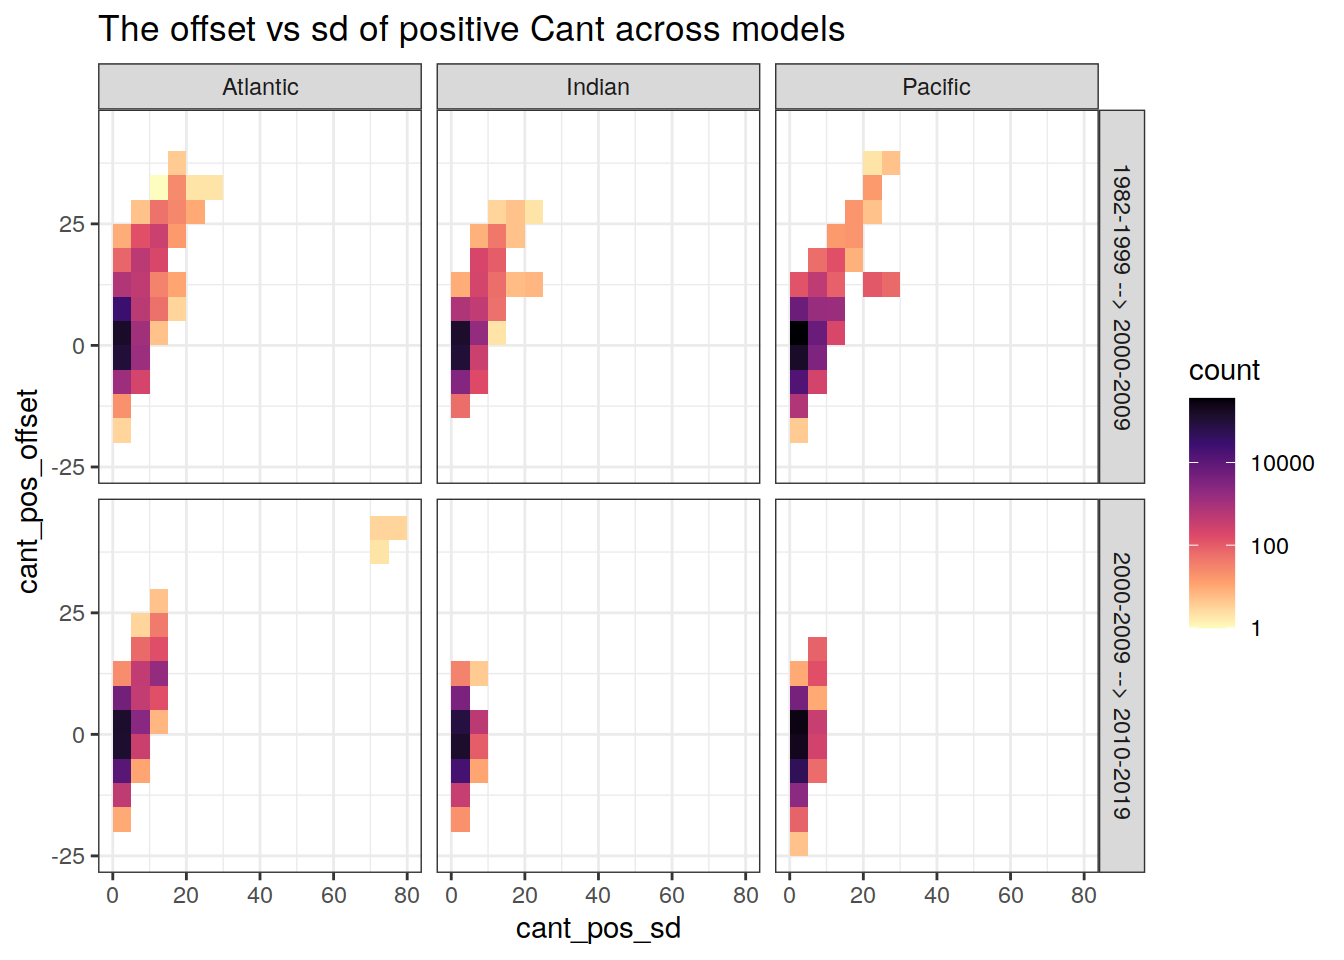 The offset vs sd of positive Cant across models
Atlantic
Indian
Pacific
25
0
-25
1982-1999 --> 2000-2009
25
0
-25
2000-2009 --> 2010-2019
cant_pos_offset
0 20 40 60 80
0 20 40 60 80
0 20 40 60 80
cant_pos_sd
count
10000
100
1